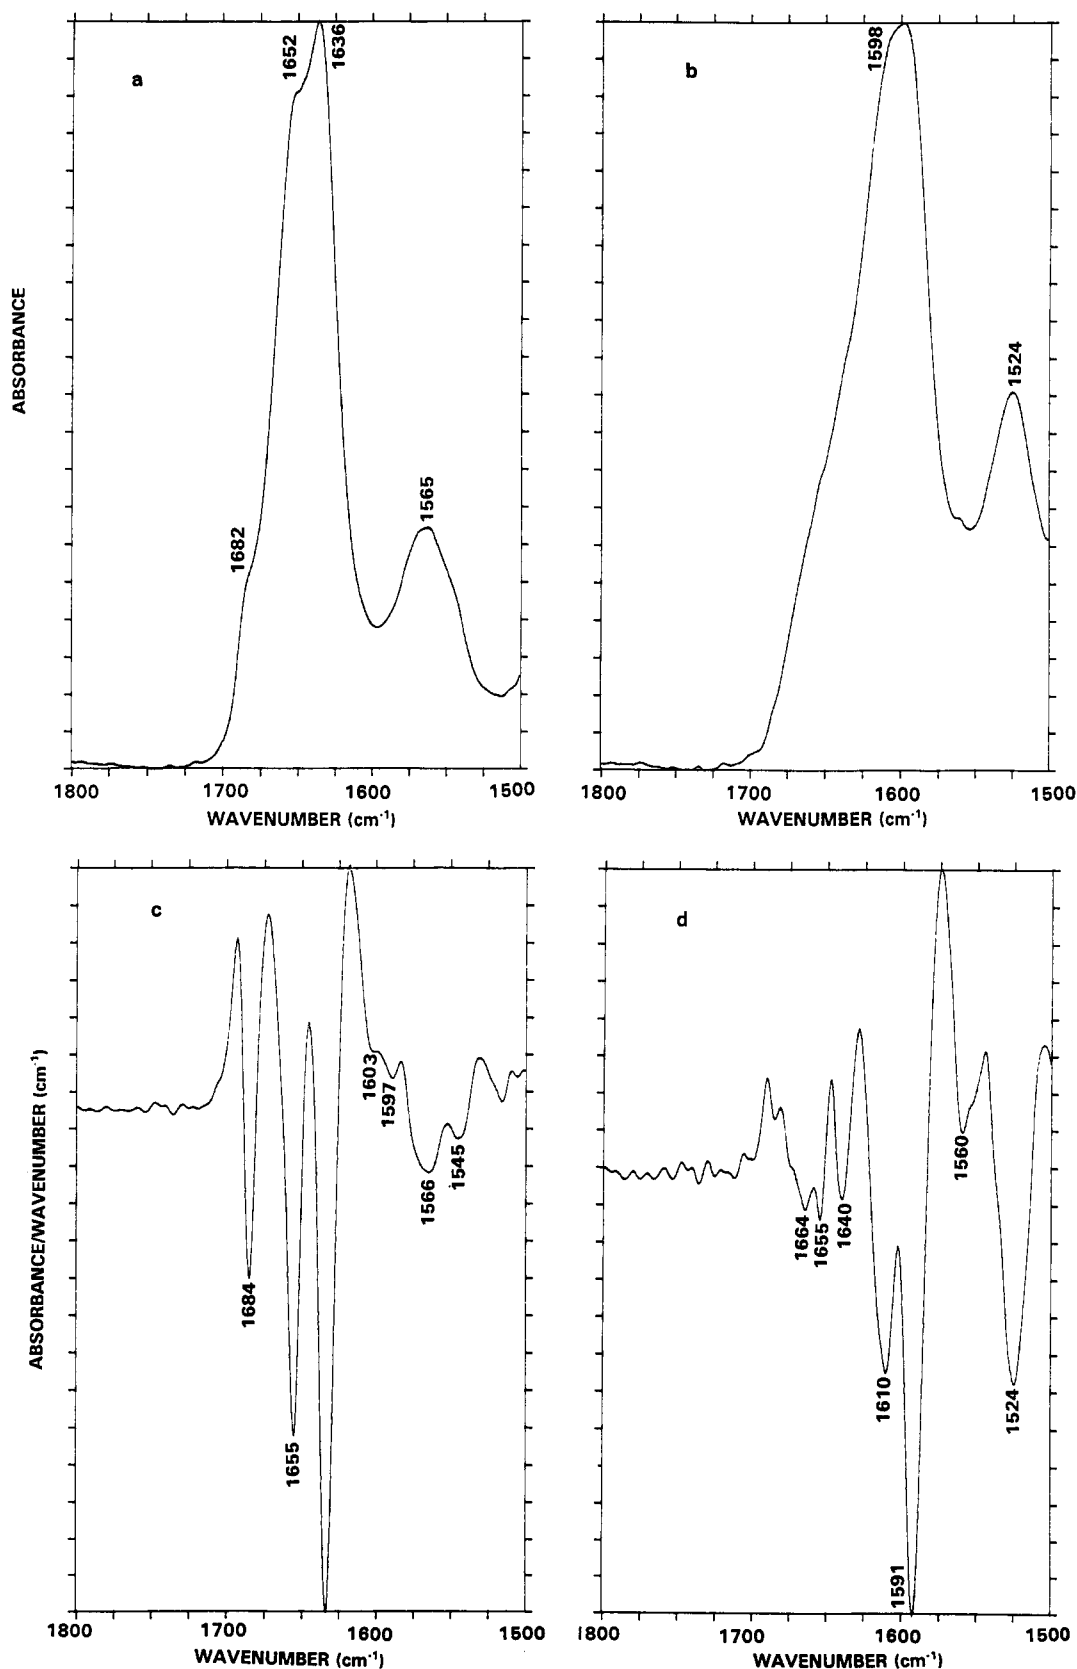 a
1652
1636
1682
1565
ABSORBANCE
1800 1700 1600 1500
WAVENUMBER (cm-1)
b
1598
1524
1800 1700 1600 1500
WAVENUMBER (cm-1)
c
1603
1597
1566
1545
1684
1655
ABSORBANCE/WAVENUMBER (cm-1)
1800 1700 1600 1500
WAVENUMBER (cm-1)
d
1664
1655
1640
1560
1610
1524
1591
1800 1700 1600 1500
WAVENUMBER (cm-1)